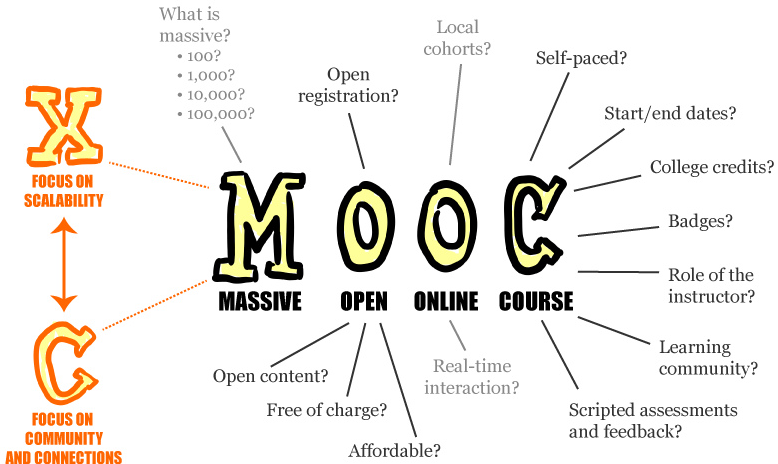 What is
massive?
• 100?
• 1,000?
• 10,000?
• 100,000?
Open
registration?
Local
cohorts?
Self-paced?
Start/end dates?
College credits?
Badges?
Role of the
instructor?
Learning
community?
Scripted assessments
and feedback?
X
FOCUS ON
SCALABILITY
C
FOCUS ON
COMMUNITY
AND CONNECTIONS
MOOC
MASSIVE OPEN ONLINE COURSE
Open content?
Free of charge?
Affordable?
Real-time
interaction?